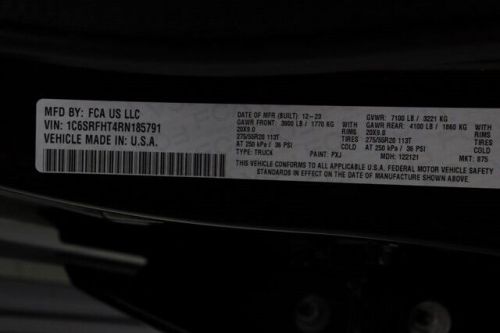 MFD BY: FCA US LLC
VIN: 1C6SRFHT4RN185791
VEHICLE MADE IN: U.S.A.
DATE OF MFR (BUILT): 12-23 GVWR: 7100 LB / 3221 KG
GAWR FRONT: 3900 LB / 1769 KG WITH GAWR REAR: 4100 LB / 1860 KG WITH
20X9.0 RIMS 20X9.0 RIMS
275/55R20 113T TIRES 275/55R20 113T TIRES
AT 250 kPa / 36 PSI COLD AT 250 kPa / 36 PSI COLD
TYPE: TRUCK PAINT: PXJ MDH: 122121 MKT: 875
THIS VEHICLE CONFORMS TO ALL APPLICABLE U.S.A. FEDERAL MOTOR VEHICLE SAFETY
STANDARDS IN EFFECT ON THE DATE OF MANUFACTURE SHOWN ABOVE.